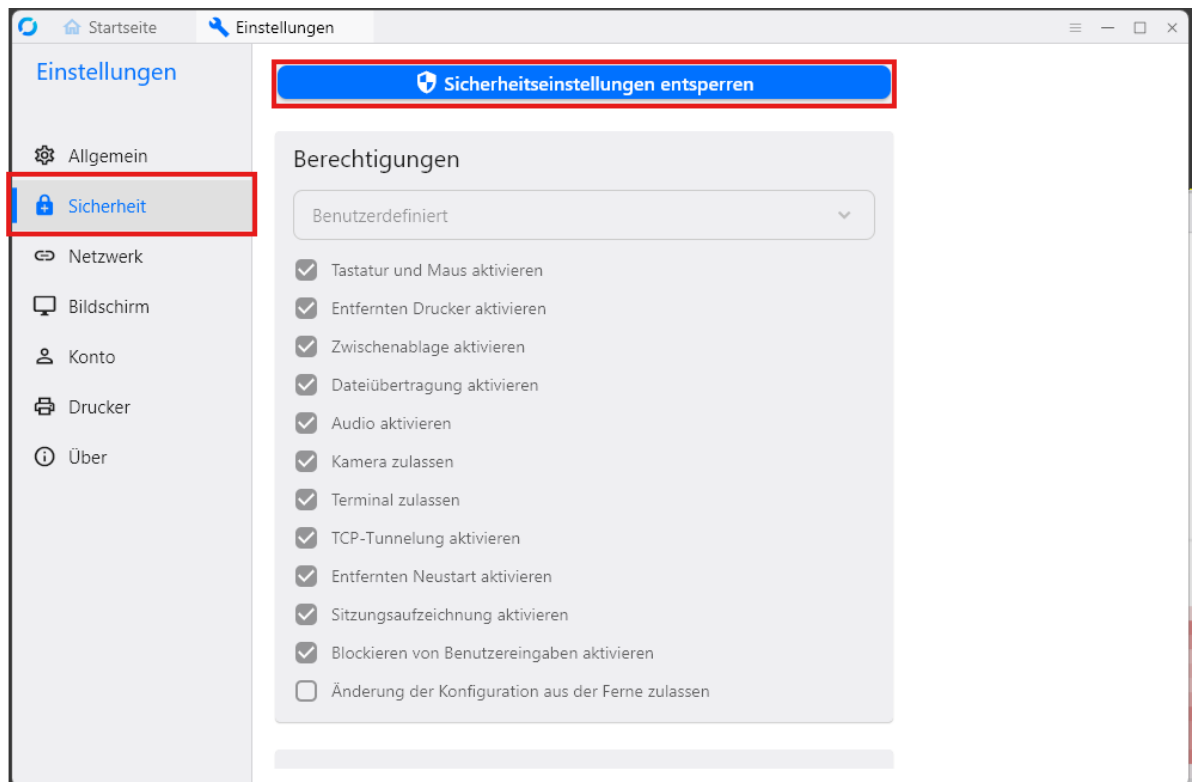 Startseite
Einstellungen
Einstellungen
Sicherheitseinstellungen entsperren
Allgemein
Sicherheit
Netzwerk
Bildschirm
Konto
Drucker
Über
Berechtigungen
Benutzerdefiniert
Tastatur und Maus aktivieren
Entfernten Drucker aktivieren
Zwischenablage aktivieren
Dateiübertragung aktivieren
Audio aktivieren
Kamera zulassen
Terminal zulassen
TCP-Tunnelung aktivieren
Entfernten Neustart aktivieren
Sitzungsaufzeichnung aktivieren
Blockieren von Benutzereingaben aktivieren
Änderung der Konfiguration aus der Ferne zulassen